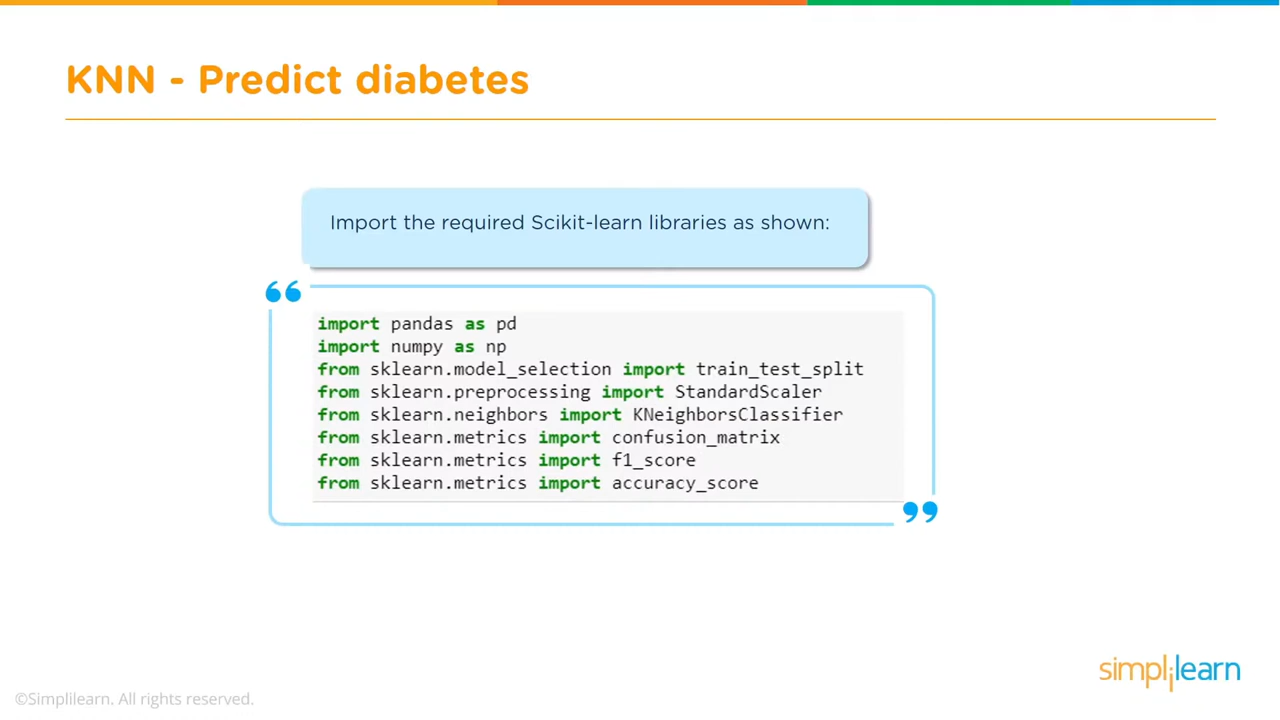 KNN - Predict diabetes
Import the required Scikit-learn libraries as shown:
import pandas as pd
import numpy as np
from sklearn.model_selection import train_test_split
from sklearn.preprocessing import StandardScaler
from sklearn.neighbors import KNeighborsClassifier
from sklearn.metrics import confusion_matrix
from sklearn.metrics import f1_score
from sklearn.metrics import accuracy_score
simplilearn
©Simplilearn. All rights reserved.